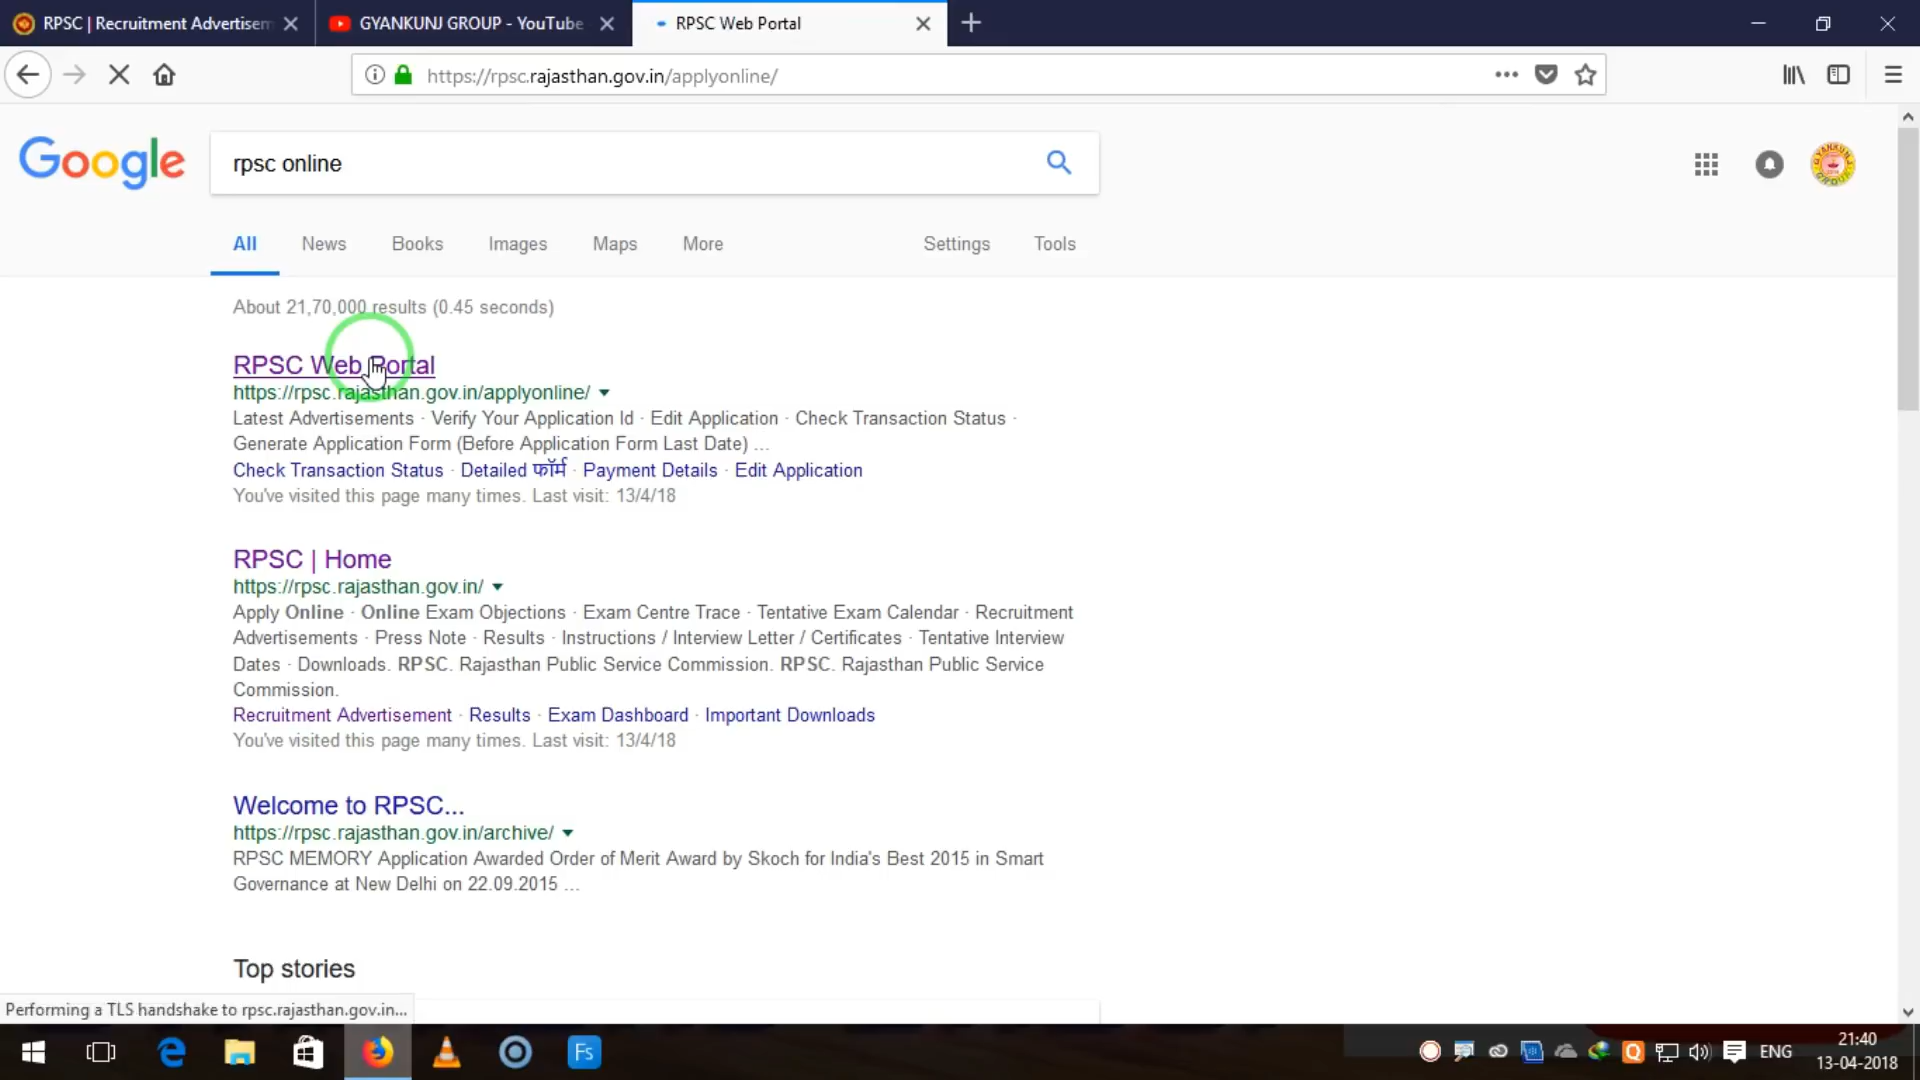 RPSC | Recruitment Advertisem
GYANKUNJ GROUP - YouTube
RPSC Web Portal
https://rpsc.rajasthan.gov.in/applyonline/
Google
rpsc online
All
News
Books
Images
Maps
More
Settings
Tools
About 21,70,000 results (0.45 seconds)
RPSC Web Portal
https://rpsc.rajasthan.gov.in/applyonline/
Latest Advertisements · Verify Your Application Id · Edit Application · Check Transaction Status ·
Generate Application Form (Before Application Form Last Date) ...
Check Transaction Status · Detailed फॉर्म · Payment Details · Edit Application
You've visited this page many times. Last visit: 13/4/18
RPSC | Home
https://rpsc.rajasthan.gov.in/
Apply Online · Online Exam Objections · Exam Centre Trace · Tentative Exam Calendar · Recruitment
Advertisements · Press Note · Results · Instructions / Interview Letter / Certificates · Tentative Interview
Dates · Downloads. RPSC. Rajasthan Public Service Commission. RPSC. Rajasthan Public Service
Commission.
Recruitment Advertisement · Results · Exam Dashboard · Important Downloads
You've visited this page many times. Last visit: 13/4/18
Welcome to RPSC...
https://rpsc.rajasthan.gov.in/archive/
RPSC MEMORY Application Awarded Order of Merit Award by Skoch for India's Best 2015 in Smart
Governance at New Delhi on 22.09.2015 ...
Top stories
Performing a TLS handshake to rpsc.rajasthan.gov.in...
Fs
ENG
21:40
13-04-2018